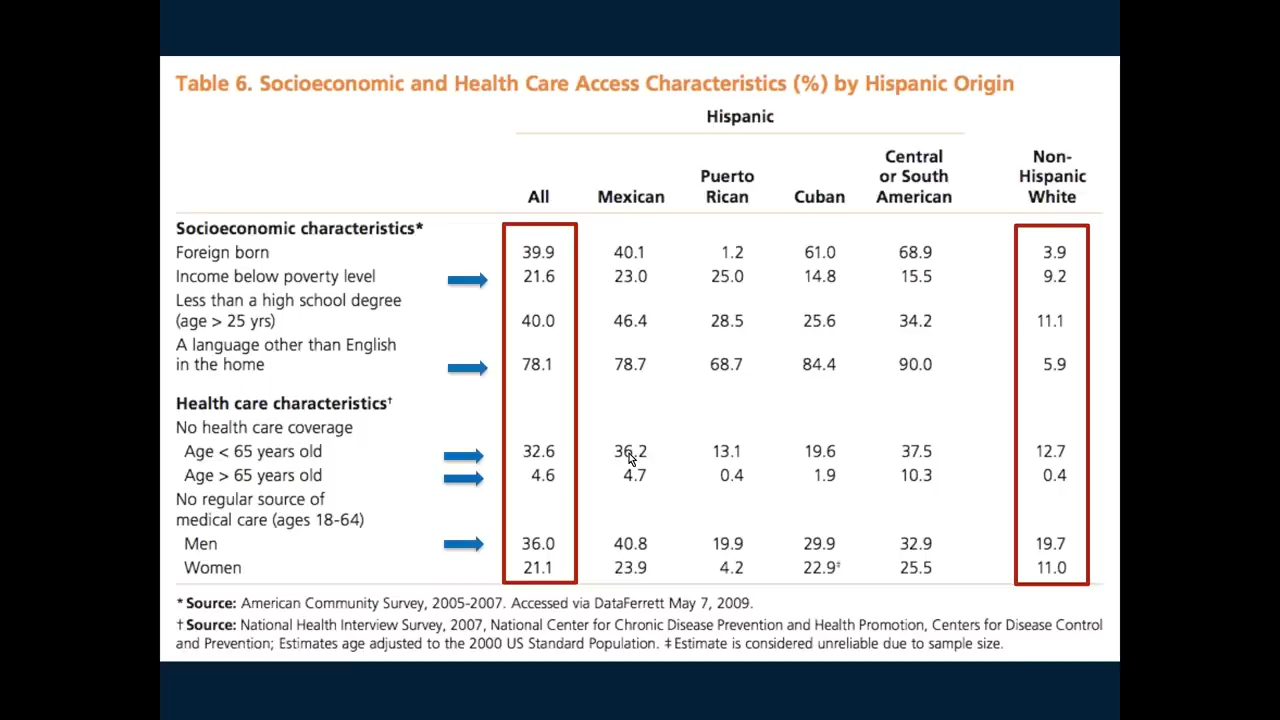 Table 6. Socioeconomic and Health Care Access Characteristics (%) by Hispanic Origin
Hispanic
All Mexican Puerto Rican Cuban Central or South American Non-Hispanic White
Socioeconomic characteristics*
Foreign born 39.9 40.1 1.2 61.0 68.9 3.9
Income below poverty level 21.6 23.0 25.0 14.8 15.5 9.2
Less than a high school degree
(age > 25 yrs) 40.0 46.4 28.5 25.6 34.2 11.1
A language other than English
in the home 78.1 78.7 68.7 84.4 90.0 5.9
Health care characteristics†
No health care coverage
Age < 65 years old 32.6 36.2 13.1 19.6 37.5 12.7
Age > 65 years old 4.6 4.7 0.4 1.9 10.3 0.4
No regular source of
medical care (ages 18-64)
Men 36.0 40.8 19.9 29.9 32.9 19.7
Women 21.1 23.9 4.2 22.9‡ 25.5 11.0
* Source: American Community Survey, 2005-2007. Accessed via DataFerrett May 7, 2009.
† Source: National Health Interview Survey, 2007, National Center for Chronic Disease Prevention and Health Promotion, Centers for Disease Control
and Prevention; Estimates age adjusted to the 2000 US Standard Population. ‡ Estimate is considered unreliable due to sample size.